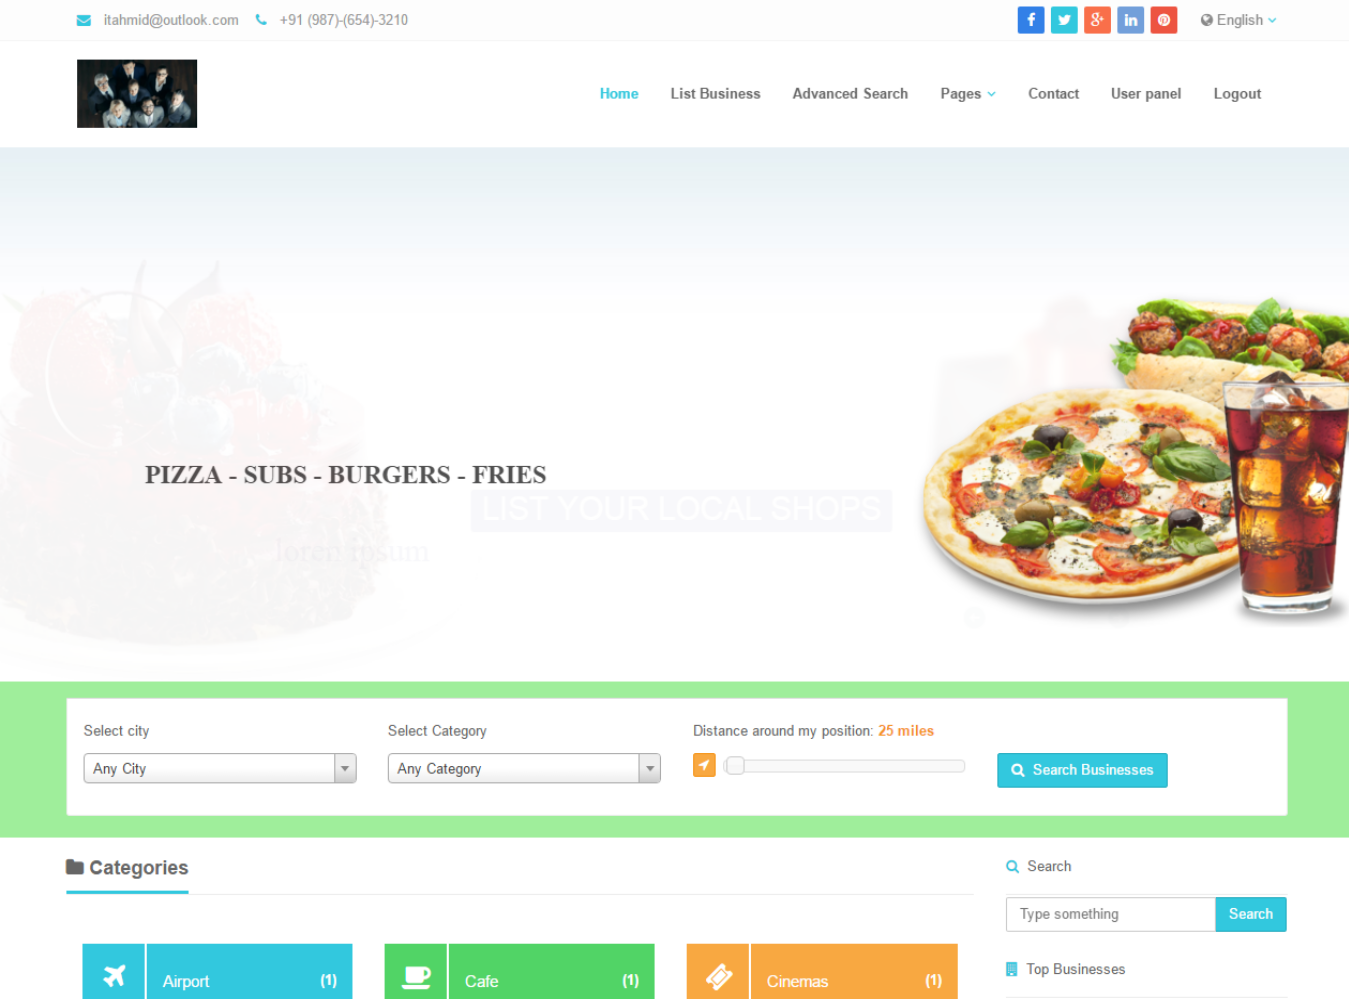 itahmid@outlook.com +91 (987)-(654)-3210 English
Home List Business Advanced Search Pages Contact User panel Logout
PIZZA - SUBS - BURGERS - FRIES
LIST YOUR LOCAL SHOPS
loren ipsum
Select city Select Category Distance around my position: 25 miles
Any City Any Category Search Businesses
Categories
Search
Type something Search
Top Businesses
Airport (1) Cafe (1) Cinemas (1)